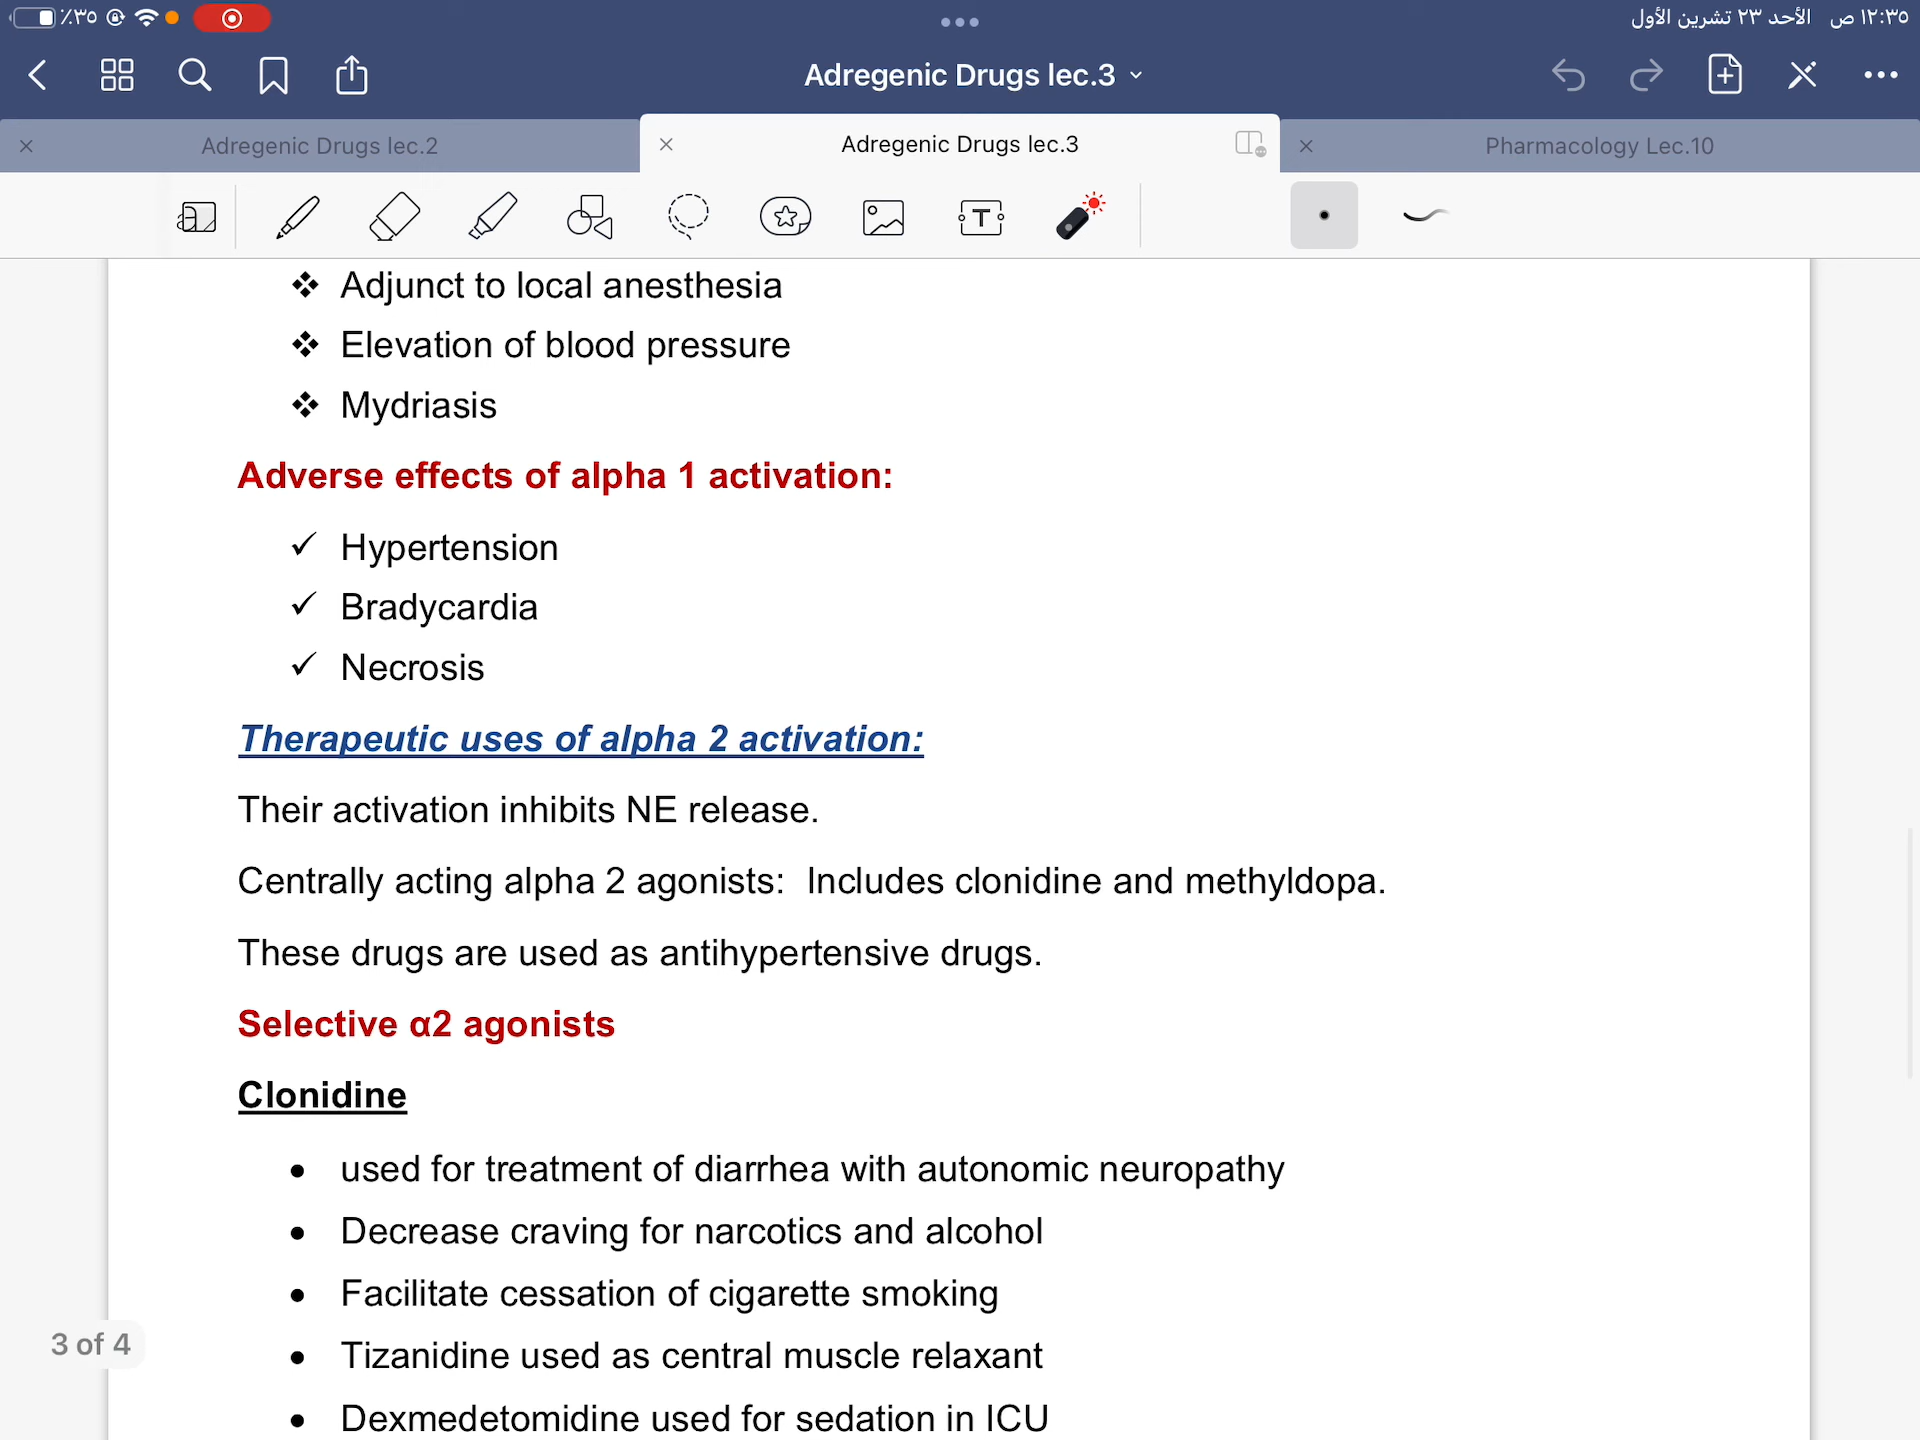 ٪٣٥
١٢:٣٥ ص الأحد ٢٣ تشرين الأول
Adregenic Drugs lec.3
Adregenic Drugs lec.2
Adregenic Drugs lec.3
Pharmacology Lec.10
❖ Adjunct to local anesthesia
❖ Elevation of blood pressure
❖ Mydriasis
Adverse effects of alpha 1 activation:
✓ Hypertension
✓ Bradycardia
✓ Necrosis
Therapeutic uses of alpha 2 activation:
Their activation inhibits NE release.
Centrally acting alpha 2 agonists: Includes clonidine and methyldopa.
These drugs are used as antihypertensive drugs.
Selective α2 agonists
Clonidine
• used for treatment of diarrhea with autonomic neuropathy
• Decrease craving for narcotics and alcohol
• Facilitate cessation of cigarette smoking
• Tizanidine used as central muscle relaxant
• Dexmedetomidine used for sedation in ICU
3 of 4